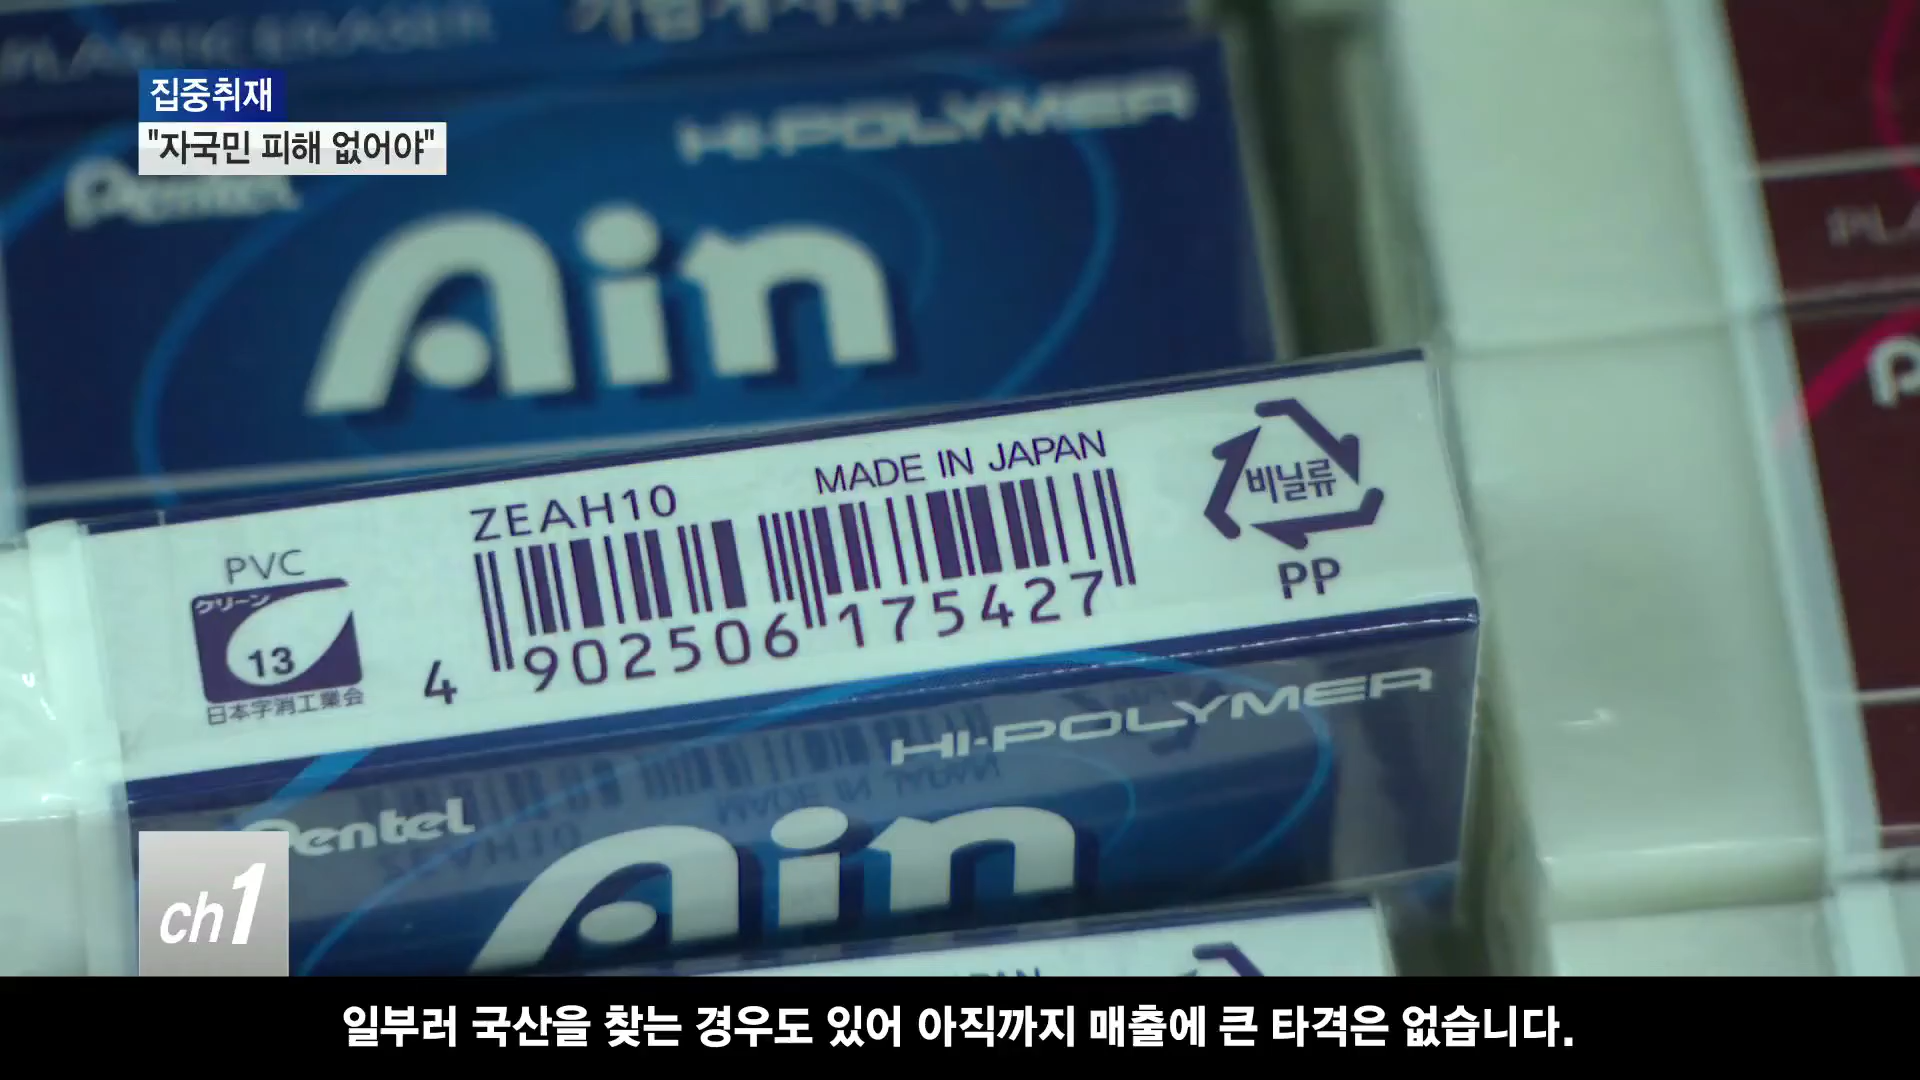 PLASTIC ERASER
집중취재
"자국민 피해 없어야"
HI-POLYMER
Pentel
Ain
PLA
MADE IN JAPAN
ZEAH10
PVC
クリーン
13
日本字消工業会
4 902506 175427
비닐류
PP
HI-POLYMER
Pentel
Ain
ch1
일부러 국산을 찾는 경우도 있어 아직까지 매출에 큰 타격은 없습니다.